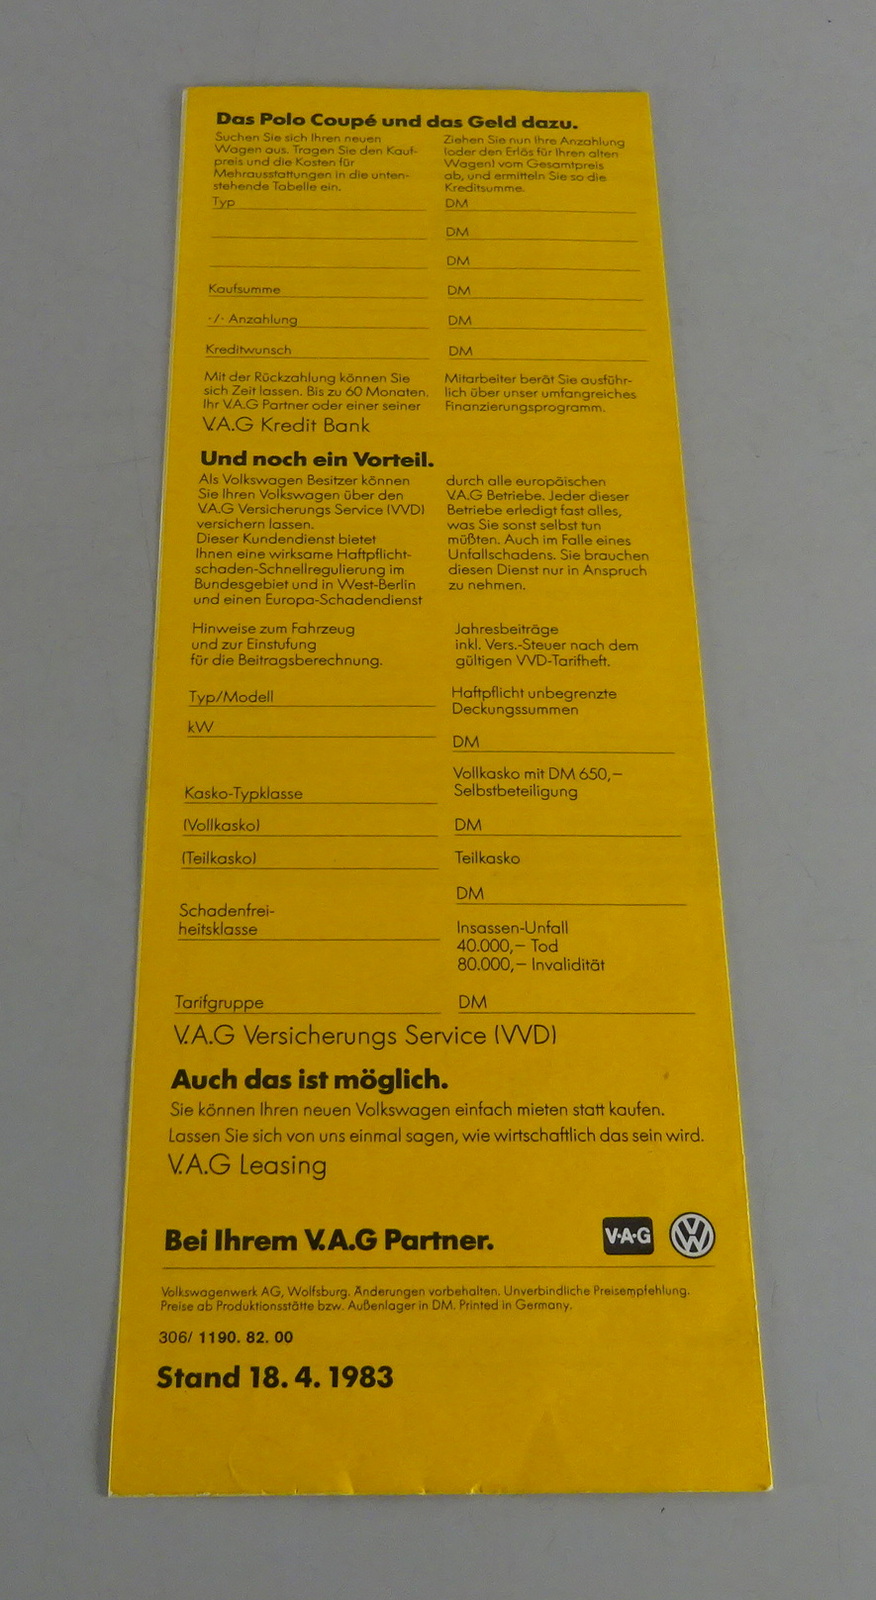 Das Polo Coupé und das Geld dazu.
Suchen Sie sich Ihren neuen
Wagen aus. Tragen Sie den Kauf-
preis und die Kosten für
Mehrausstattungen in die unten-
stehende Tabelle ein.
Ziehen Sie nun Ihre Anzahlung
(oder den Erlös für Ihren alten
Wagen) vom Gesamtpreis
ab, und ermitteln Sie so die
Kreditsumme.
Typ DM
DM
DM
Kaufsumme DM
-/- Anzahlung DM
Kreditwunsch DM
Mit der Rückzahlung können Sie
sich Zeit lassen. Bis zu 60 Monaten.
Ihr V.A.G Partner oder einer seiner
Mitarbeiter berät Sie ausführ-
lich über unser umfangreiches
Finanzierungsprogramm.
V.A.G Kredit Bank
Und noch ein Vorteil.
Als Volkswagen Besitzer können
Sie Ihren Volkswagen über den
V.A.G Versicherungs Service (VVD)
versichern lassen.
Dieser Kundendienst bietet
Ihnen eine wirksame Haftpflicht-
schaden-Schnellregulierung im
Bundesgebiet und in West-Berlin
und einen Europa-Schadendienst
durch alle europäischen
V.A.G Betriebe. Jeder dieser
Betriebe erledigt fast alles,
was Sie sonst selbst tun
müßten. Auch im Falle eines
Unfallschadens. Sie brauchen
diesen Dienst nur in Anspruch
zu nehmen.
Hinweise zum Fahrzeug
und zur Einstufung
für die Beitragsberechnung.
Jahresbeiträge
inkl. Vers.-Steuer nach dem
gültigen VVD-Tarifheft.
Typ/Modell
kW
Haftpflicht unbegrenzte
Deckungssummen
DM
Kasko-Typklasse
Vollkasko mit DM 650,–
Selbstbeteiligung
(Vollkasko) DM
(Teilkasko) Teilkasko
DM
Schadenfrei-
heitsklasse
Insassen-Unfall
40.000,– Tod
80.000,– Invalidität
Tarifgruppe DM
V.A.G Versicherungs Service (VVD)
Auch das ist möglich.
Sie können Ihren neuen Volkswagen einfach mieten statt kaufen.
Lassen Sie sich von uns einmal sagen, wie wirtschaftlich das sein wird.
V.A.G Leasing
Bei Ihrem V.A.G Partner.
V·A·G VW
Volkswagenwerk AG, Wolfsburg. Änderungen vorbehalten. Unverbindliche Preisempfehlung.
Preise ab Produktionsstätte bzw. Außenlager in DM. Printed in Germany.
306/ 1190. 82. 00
Stand 18. 4. 1983